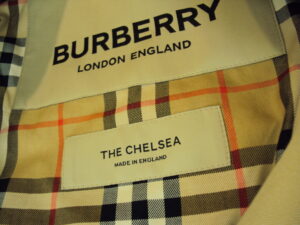 BURBERRY
LONDON ENGLAND
THE CHELSEA
MADE IN ENGLAND